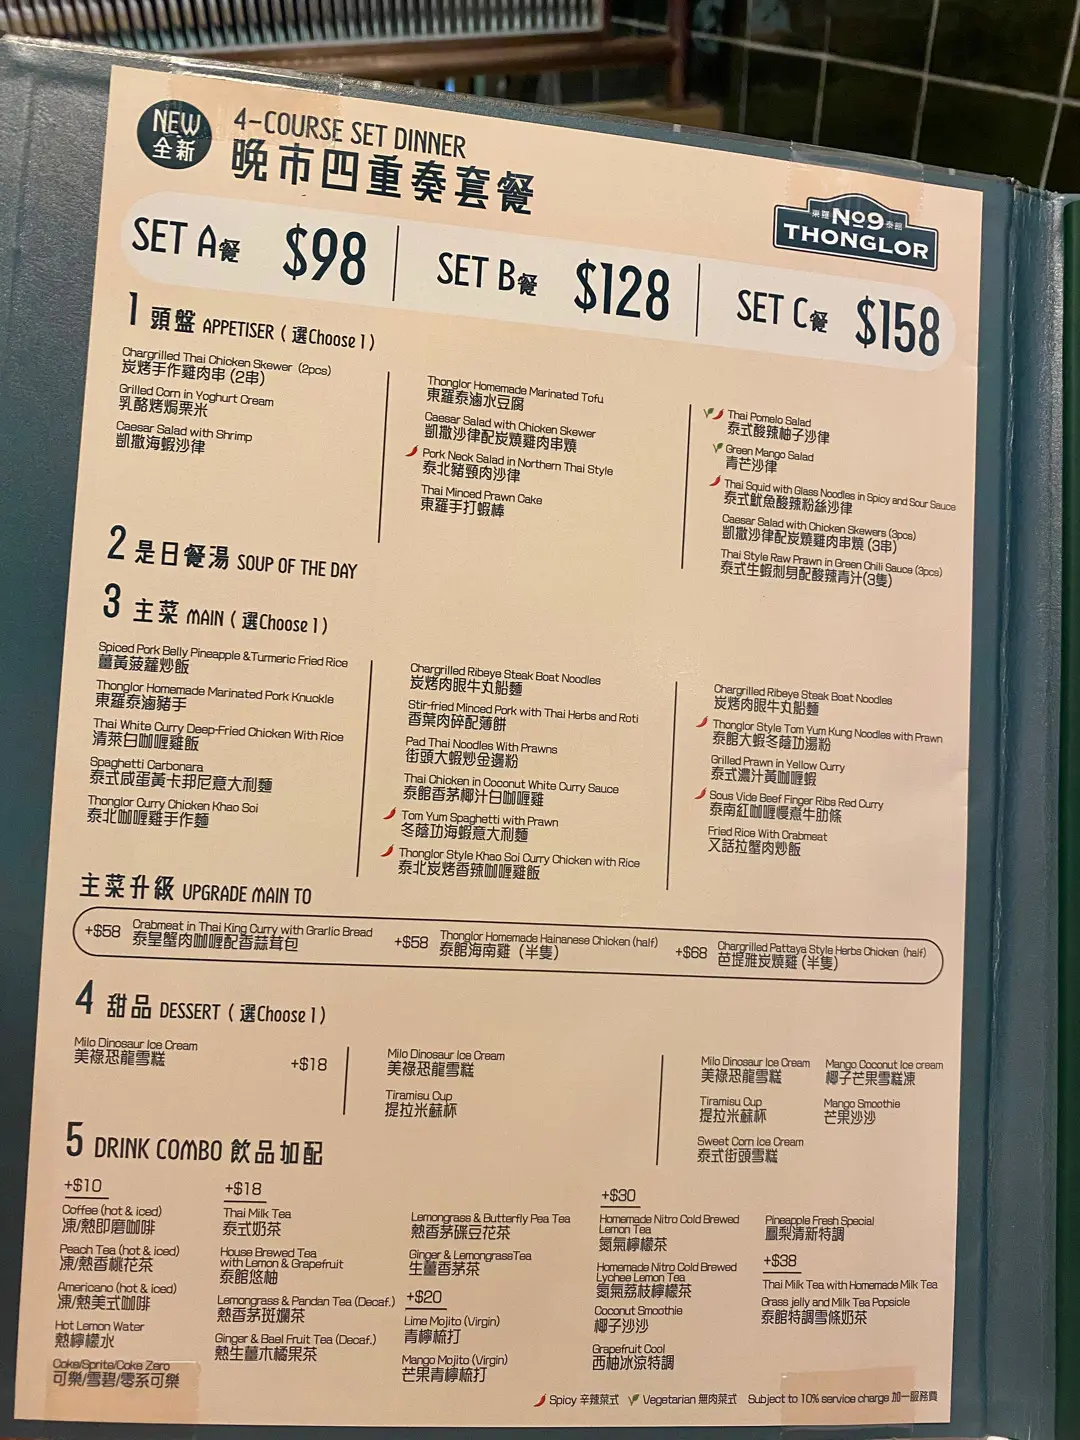 NEW
全新
4-COURSE SET DINNER
晚市四重奏套餐
東羅 №9 泰館
THONGLOR
SET A餐 $98
SET B餐 $128
SET C餐 $158
1 頭盤 APPETISER ( 選Choose 1 )
Chargrilled Thai Chicken Skewer (2pcs)
炭烤手作雞肉串 (2串)
Grilled Corn in Yoghurt Cream
乳酪烤焗栗米
Caesar Salad with Shrimp
凱撒海蝦沙律
Thonglor Homemade Marinated Tofu
東羅泰滷水豆腐
Caesar Salad with Chicken Skewer
凱撒沙律配炭燒雞肉串燒
Pork Neck Salad in Northern Thai Style
泰北豬頸肉沙律
Thai Minced Prawn Cake
東羅手打蝦棒
Thai Pomelo Salad
泰式酸辣柚子沙律
Green Mango Salad
青芒沙律
Thai Squid with Glass Noodles in Spicy and Sour Sauce
泰式魷魚酸辣粉絲沙律
Caesar Salad with Chicken Skewers (3pcs)
凱撒沙律配炭燒雞肉串燒 (3串)
Thai Style Raw Prawn in Green Chili Sauce (3pcs)
泰式生蝦刺身配酸辣青汁(3隻)
2 是日餐湯 SOUP OF THE DAY
3 主菜 MAIN ( 選Choose 1 )
Spiced Pork Belly Pineapple &Turmeric Fried Rice
薑黃菠蘿炒飯
Thonglor Homemade Marinated Pork Knuckle
東羅泰滷豬手
Thai White Curry Deep-Fried Chicken With Rice
清萊白咖喱雞飯
Spaghetti Carbonara
泰式咸蛋黃卡邦尼意大利麵
Thonglor Curry Chicken Khao Soi
泰北咖喱雞手作麵
Chargrilled Ribeye Steak Boat Noodles
炭烤肉眼牛丸船麵
Stir-fried Minced Pork with Thai Herbs and Roti
香葉肉碎配薄餅
Pad Thai Noodles With Prawns
街頭大蝦炒金邊粉
Thai Chicken in Coconut White Curry Sauce
泰館香茅椰汁白咖喱雞
Tom Yum Spaghetti with Prawn
冬蔭功海蝦意大利麵
Thonglor Style Khao Soi Curry Chicken with Rice
泰北炭烤香辣咖喱雞飯
Chargrilled Ribeye Steak Boat Noodles
炭烤肉眼牛丸船麵
Thonglor Style Tom Yum Kung Noodles with Prawn
泰館大蝦冬蔭功湯粉
Grilled Prawn in Yellow Curry
泰式濃汁黃咖喱蝦
Sous Vide Beef Finger Ribs Red Curry
泰南紅咖喱慢煮牛肋條
Fried Rice With Crabmeat
又話拉蟹肉炒飯
主菜升級 UPGRADE MAIN TO
+$58 Crabmeat in Thai King Curry with Grarlic Bread
泰皇蟹肉咖喱配香蒜茸包
+$58 Thonglor Homemade Hainanese Chicken (half)
泰館海南雞 (半隻)
+$68 Chargrilled Pattaya Style Herbs Chicken (half)
芭提雅炭燒雞 (半隻)
4 甜品 DESSERT ( 選Choose 1 )
Milo Dinosaur Ice Cream
美祿恐龍雪糕
+$18
Milo Dinosaur Ice Cream
美祿恐龍雪糕
Tiramisu Cup
提拉米蘇杯
Milo Dinosaur Ice Cream
美祿恐龍雪糕
Tiramisu Cup
提拉米蘇杯
Sweet Corn Ice Cream
泰式街頭雪糕
Mango Coconut Ice cream
椰子芒果雪糕凍
Mango Smoothie
芒果沙沙
5 DRINK COMBO 飲品加配
+$10
Coffee (hot & iced)
凍/熱即磨咖啡
Peach Tea (hot & iced)
凍/熱香桃花茶
Americano (hot & iced)
凍/熱美式咖啡
Hot Lemon Water
熱檸檬水
Coke/Sprite/Coke Zero
可樂/雪碧/零系可樂
+$18
Thai Milk Tea
泰式奶茶
House Brewed Tea
with Lemon & Grapefruit
泰館悠柚
Lemongrass & Pandan Tea (Decaf.)
熱香茅斑斕茶
Ginger & Bael Fruit Tea (Decaf.)
熱生薑木橘果茶
Lemongrass & Butterfly Pea Tea
熱香茅碟豆花茶
Ginger & LemongrassTea
生薑香茅茶
+$20
Lime Mojito (Virgin)
青檸梳打
Mango Mojito (Virgin)
芒果青檸梳打
+$30
Homemade Nitro Cold Brewed
Lemon Tea
氮氣檸檬茶
Homemade Nitro Cold Brewed
Lychee Lemon Tea
氮氣荔枝檸檬茶
Coconut Smoothie
椰子沙沙
Grapefruit Cool
西柚冰涼特調
Pineapple Fresh Special
鳳梨清新特調
+$38
Thai Milk Tea with Homemade Milk Tea
Grass jelly and Milk Tea Popsicle
泰館特調雪條奶茶
Spicy 辛辣菜式 Vegetarian 無肉菜式 Subject to 10% service charge 加一服務費